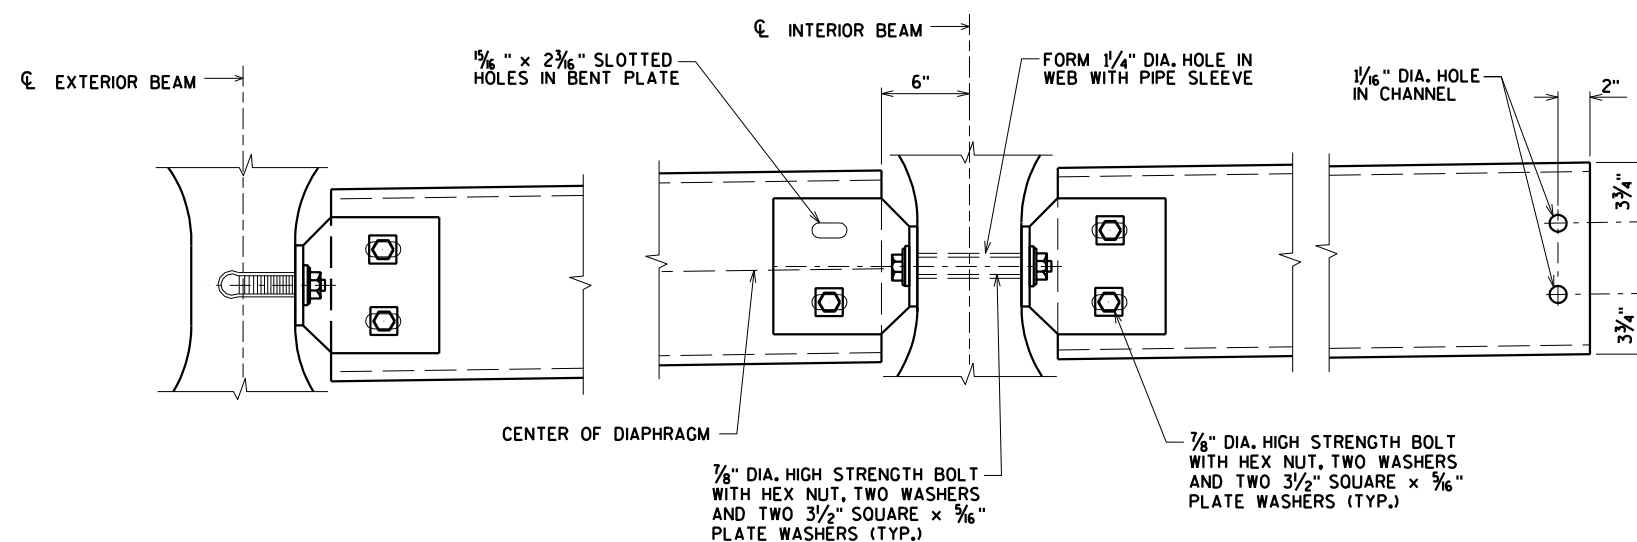 ℄ INTERIOR BEAM
℄ EXTERIOR BEAM
15/16" × 2 3/16" SLOTTED
HOLES IN BENT PLATE
6"
FORM 1 1/4" DIA. HOLE IN
WEB WITH PIPE SLEEVE
1 1/16" DIA. HOLE
IN CHANNEL
2"
3 3/4"
3 3/4"
CENTER OF DIAPHRAGM
7/8" DIA. HIGH STRENGTH BOLT
WITH HEX NUT, TWO WASHERS
AND TWO 3 1/2" SQUARE × 5/16"
PLATE WASHERS (TYP.)
7/8" DIA. HIGH STRENGTH BOLT
WITH HEX NUT, TWO WASHERS
AND TWO 3 1/2" SQUARE × 5/16"
PLATE WASHERS (TYP.)